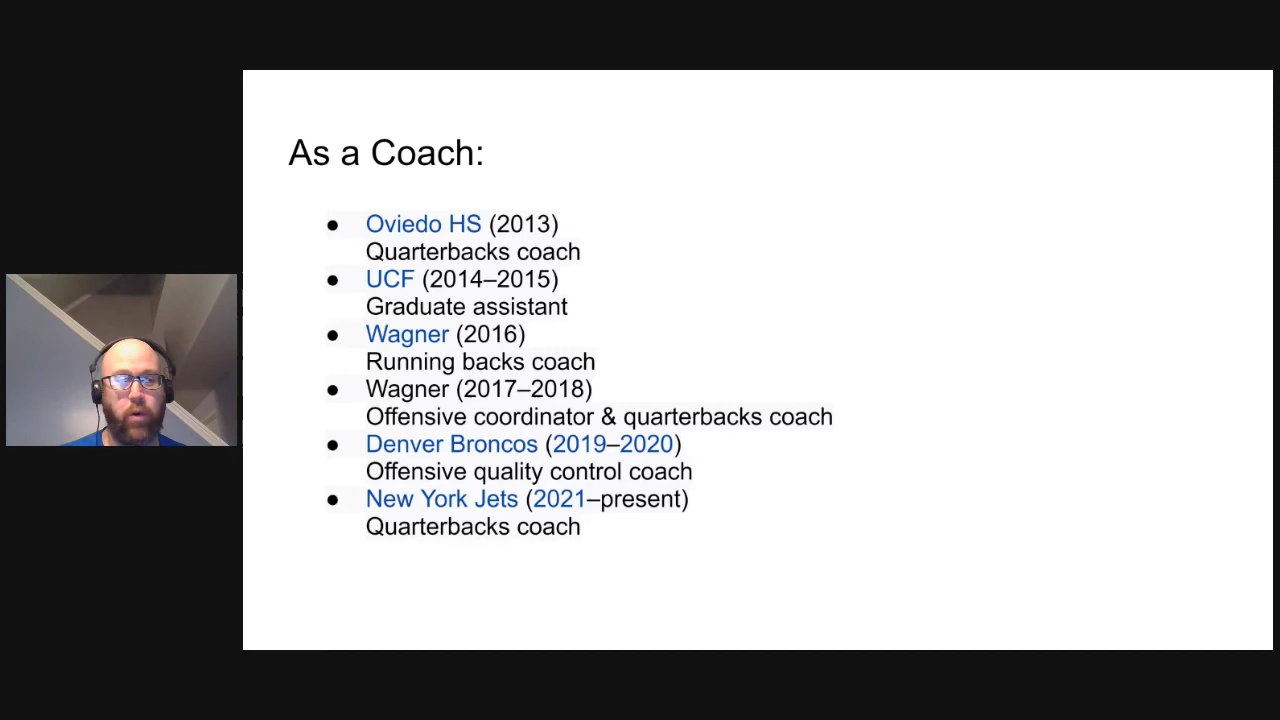 As a Coach:
● Oviedo HS (2013)
Quarterbacks coach
● UCF (2014–2015)
Graduate assistant
● Wagner (2016)
Running backs coach
● Wagner (2017–2018)
Offensive coordinator & quarterbacks coach
● Denver Broncos (2019–2020)
Offensive quality control coach
● New York Jets (2021–present)
Quarterbacks coach